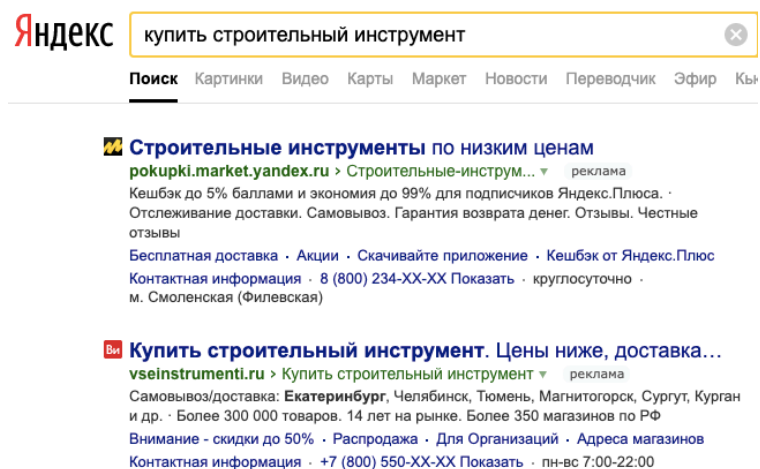 Яндекс купить строительный инструмент
Поиск Картинки Видео Карты Маркет Новости Переводчик Эфир
Строительные инструменты по низким ценам
pokupki.market.yandex.ru > Строительные-инструм... реклама
Кешбэк до 5% баллами и экономия до 99% для подписчиков Яндекс.Плюса. ·
Отслеживание доставки. Самовывоз. Гарантия возврата денег. Отзывы. Честные
отзывы
Бесплатная доставка · Акции · Скачивайте приложение · Кешбэк от Яндекс.Плюс
Контактная информация · 8 (800) 234-XX-XX Показать · круглосуточно ·
м. Смоленская (Филевская)
Ви Купить строительный инструмент. Цены ниже, доставка...
vseinstrumenti.ru > Купить строительный инструмент реклама
Самовывоз/доставка: Екатеринбург, Челябинск, Тюмень, Магнитогорск, Сургут, Курган
и др. · Более 300 000 товаров. 14 лет на рынке. Более 350 магазинов по РФ
Внимание - скидки до 50% · Распродажа · Для Организаций · Адреса магазинов
Контактная информация · +7 (800) 550-XX-XX Показать · пн-вс 7:00-22:00